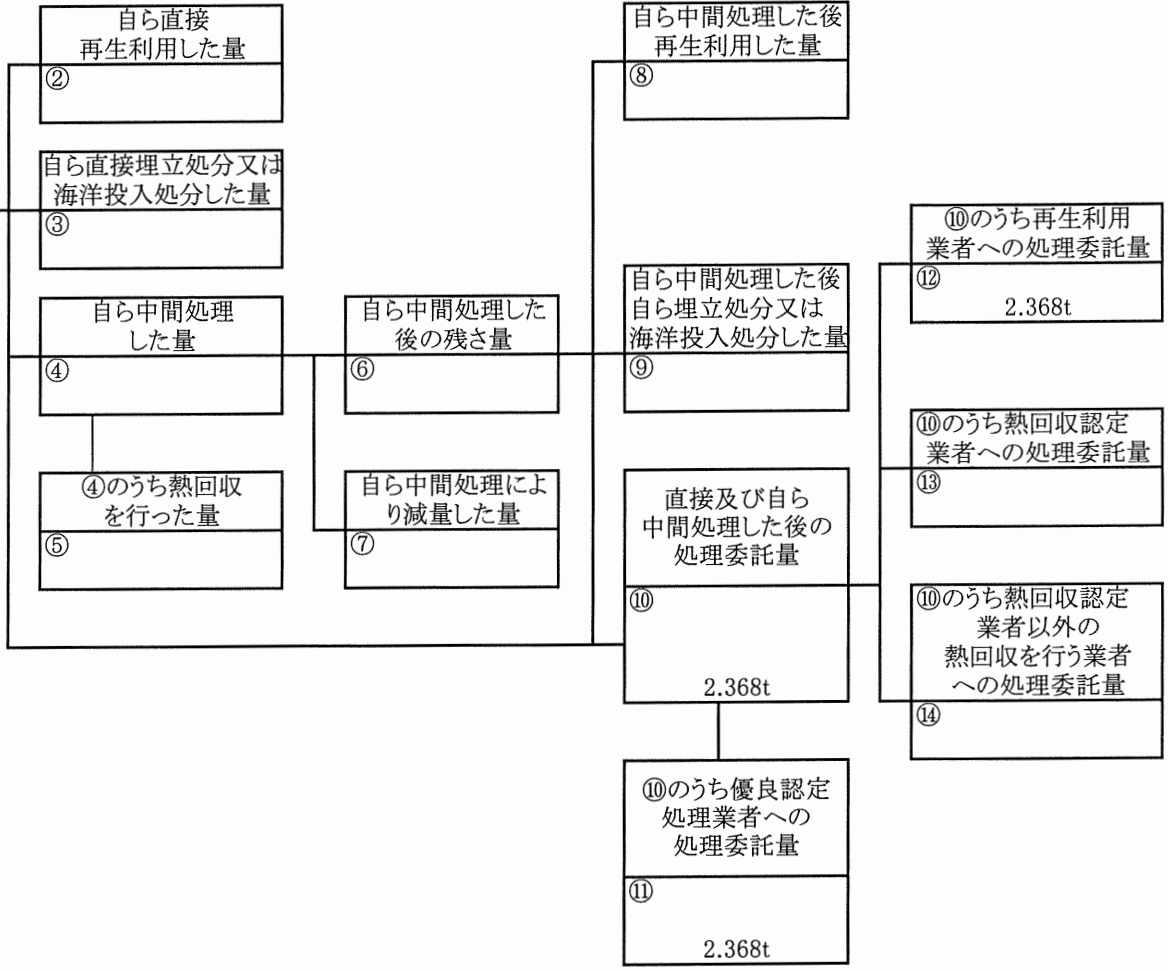 自ら直接
再生利用した量
②
自ら直接埋立処分又は
海洋投入処分した量
③
自ら中間処理
した量
④
④のうち熱回収
を行った量
⑤
自ら中間処理した
後の残さ量
⑥
自ら中間処理によ
り減量した量
⑦
自ら中間処理した後
再生利用した量
⑧
自ら中間処理した後
自ら埋立処分又は
海洋投入処分した量
⑨
直接及び自ら
中間処理した後の
処理委託量
⑩
2.368t
⑩のうち優良認定
処理業者への
処理委託量
⑪
2.368t
⑩のうち再生利用
業者への処理委託量
⑫
2.368t
⑩のうち熱回収認定
業者への処理委託量
⑬
⑩のうち熱回収認定
業者以外の
熱回収を行う業者
への処理委託量
⑭